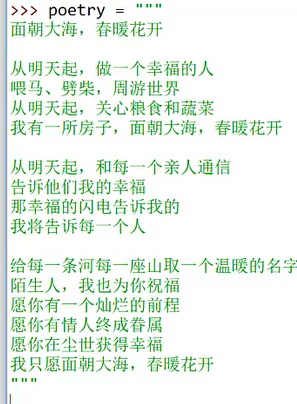 >>> poetry = """
面朝大海，春暖花开

从明天起，做一个幸福的人
喂马、劈柴，周游世界
从明天起，关心粮食和蔬菜
我有一所房子，面朝大海，春暖花开

从明天起，和每一个亲人通信
告诉他们我的幸福
那幸福的闪电告诉我的
我将告诉每一个人

给每一条河每一座山取一个温暖的名字
陌生人，我也为你祝福
愿你有一个灿烂的前程
愿你有情人终成眷属
愿你在尘世获得幸福
我只愿面朝大海，春暖花开
"""